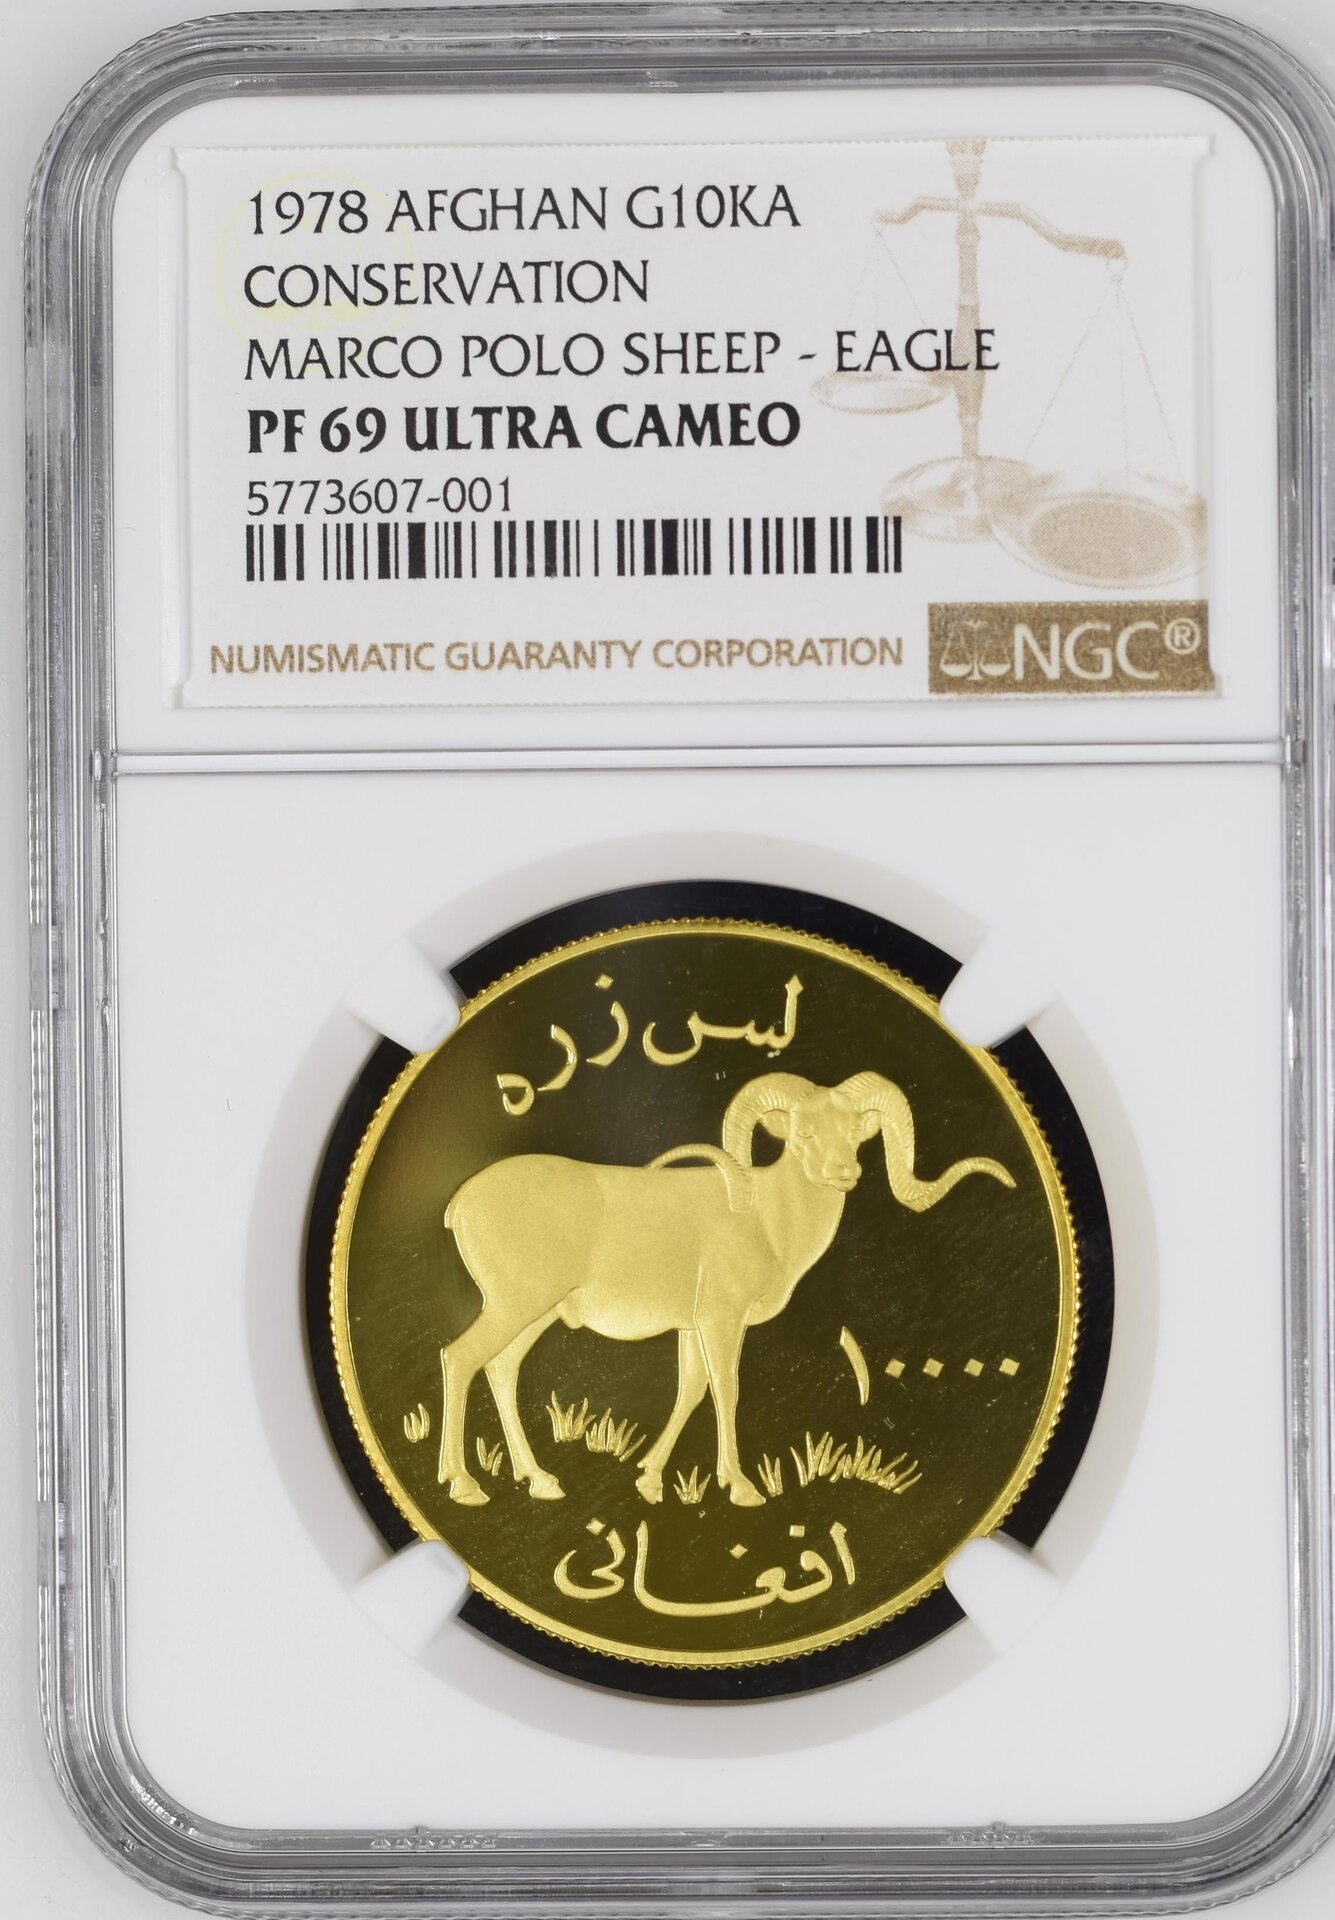 1978 AFGHAN G10KA
CONSERVATION
MARCO POLO SHEEP - EAGLE
PF 69 ULTRA CAMEO
5773607-001
NUMISMATIC GUARANTY CORPORATION NGC®
لس زره
۱۰۰۰۰
افغانی